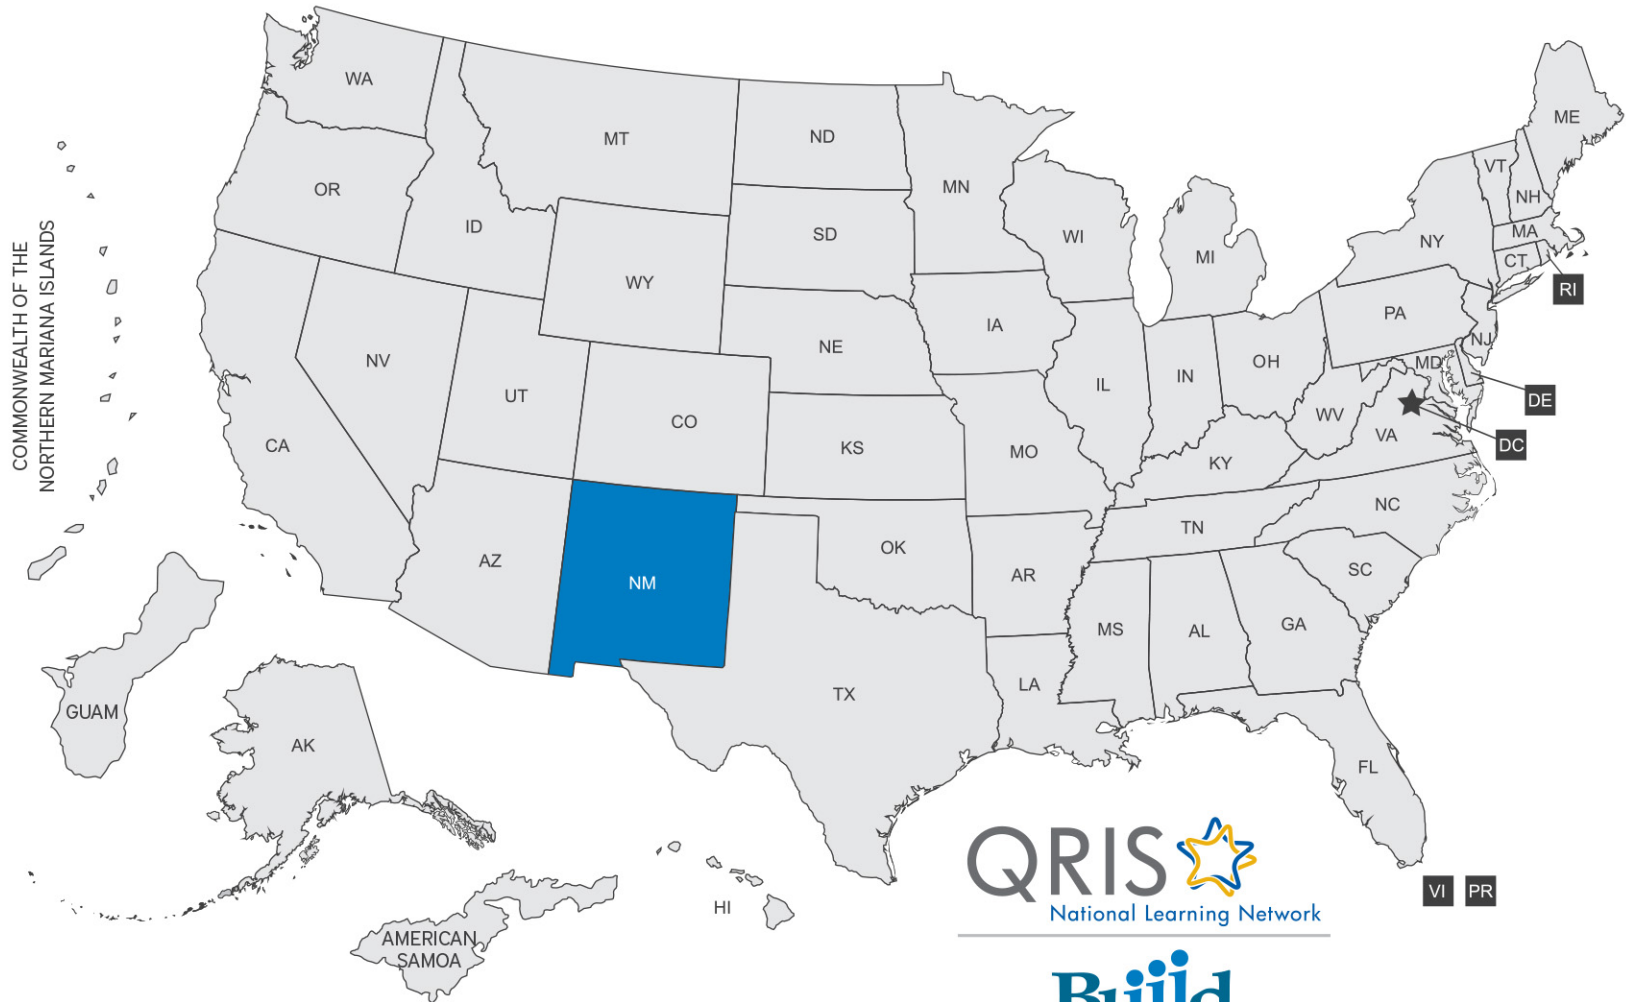 WA
MT
ND
MN
OR
ID
SD
WI
MI
NY
VT
NH
ME
MA
CT
RI
WY
IA
NE
PA
NJ
NV
UT
CO
KS
MO
IL
IN
OH
MD
DE
WV
VA
DC
KY
CA
AZ
NM
OK
AR
TN
NC
SC
TX
LA
MS
AL
GA
FL
COMMONWEALTH OF THE
NORTHERN MARIANA ISLANDS
GUAM
AK
HI
AMERICAN
SAMOA
VI
PR
QRIS
National Learning Network
Build